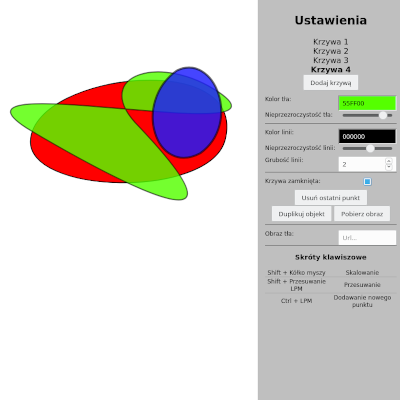 Ustawienia
Krzywa 1
Krzywa 2
Krzywa 3
Krzywa 4
Dodaj krzywą
Kolor tła:
55FF00
Nieprzezroczystość tła:
Kolor linii:
000000
Nieprzezroczystość linii:
Grubość linii:
2
Krzywa zamknięta:
Usuń ostatni punkt
Duplikuj objekt
Pobierz obraz
Obraz tła:
Url...
Skróty klawiszowe
Shift + Kółko myszy Skalowanie
Shift + Przesuwanie
LPM
Przesuwanie
Ctrl + LPM
Dodawanie nowego
punktu